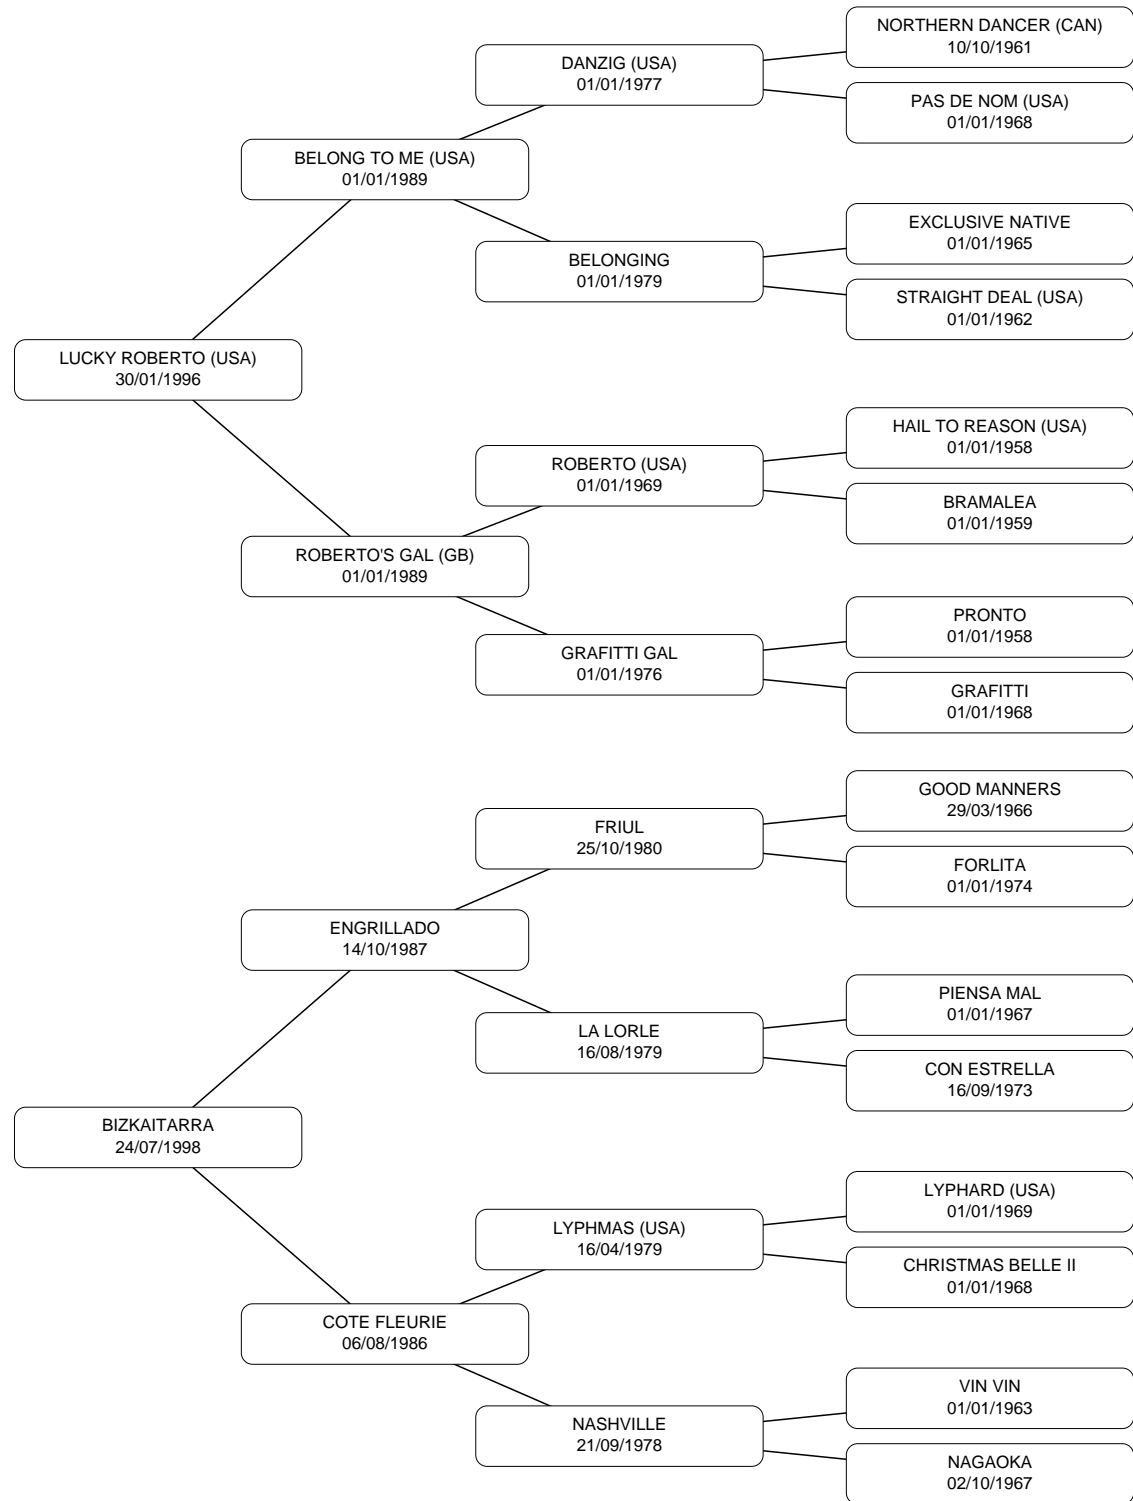 NORTHERN DANCER (CAN)
10/10/1961
DANZIG (USA)
01/01/1977
PAS DE NOM (USA)
01/01/1968
BELONG TO ME (USA)
01/01/1989
EXCLUSIVE NATIVE
01/01/1965
BELONGING
01/01/1979
STRAIGHT DEAL (USA)
01/01/1962
LUCKY ROBERTO (USA)
30/01/1996
HAIL TO REASON (USA)
01/01/1958
ROBERTO (USA)
01/01/1969
BRAMALEA
01/01/1959
ROBERTO'S GAL (GB)
01/01/1989
PRONTO
01/01/1958
GRAFITTI GAL
01/01/1976
GRAFITTI
01/01/1968
GOOD MANNERS
29/03/1966
FRIUL
25/10/1980
FORLITA
01/01/1974
ENGRILLADO
14/10/1987
PIENSA MAL
01/01/1967
LA LORLE
16/08/1979
CON ESTRELLA
16/09/1973
BIZKAITARRA
24/07/1998
LYPHARD (USA)
01/01/1969
LYPHMAS (USA)
16/04/1979
CHRISTMAS BELLE II
01/01/1968
COTE FLEURIE
06/08/1986
VIN VIN
01/01/1963
NASHVILLE
21/09/1978
NAGAOKA
02/10/1967